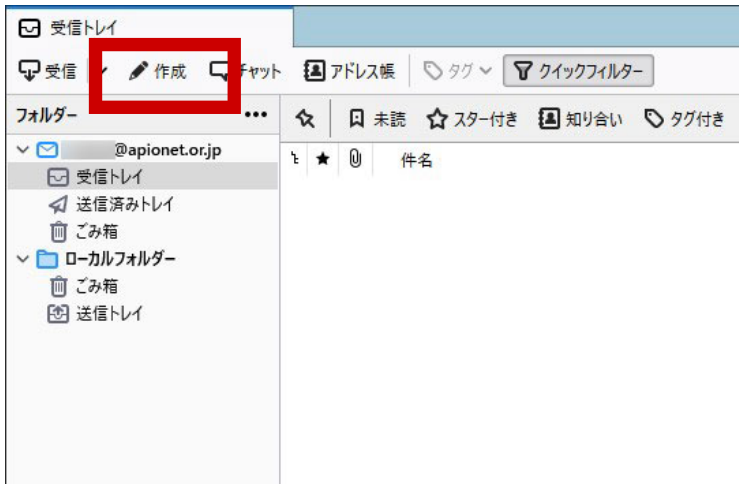 受信トレイ
受信 作成 チャット アドレス帳 タグ クイックフィルター
フォルダー ••• 未読 スター付き 知り合い タグ付き
@apionet.or.jp 件名
受信トレイ
送信済みトレイ
ごみ箱
ローカルフォルダー
ごみ箱
送信トレイ